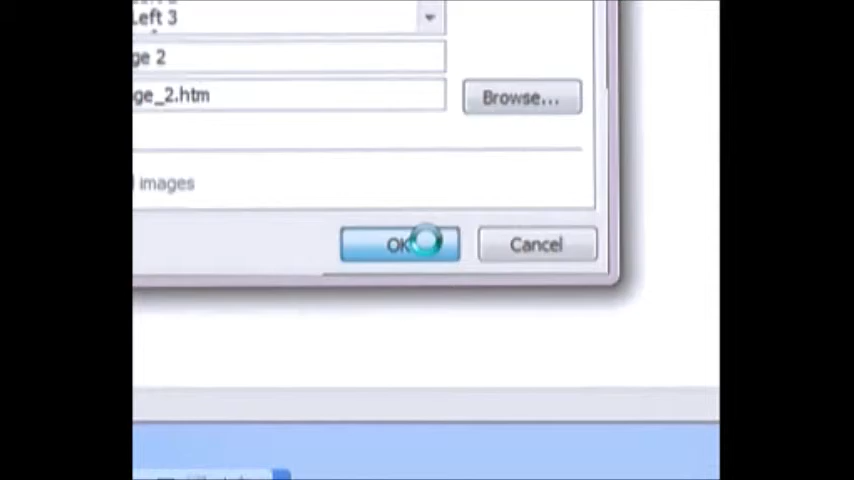 Left 3
ge 2
ge_2.htm
Browse...
images
OK
Cancel